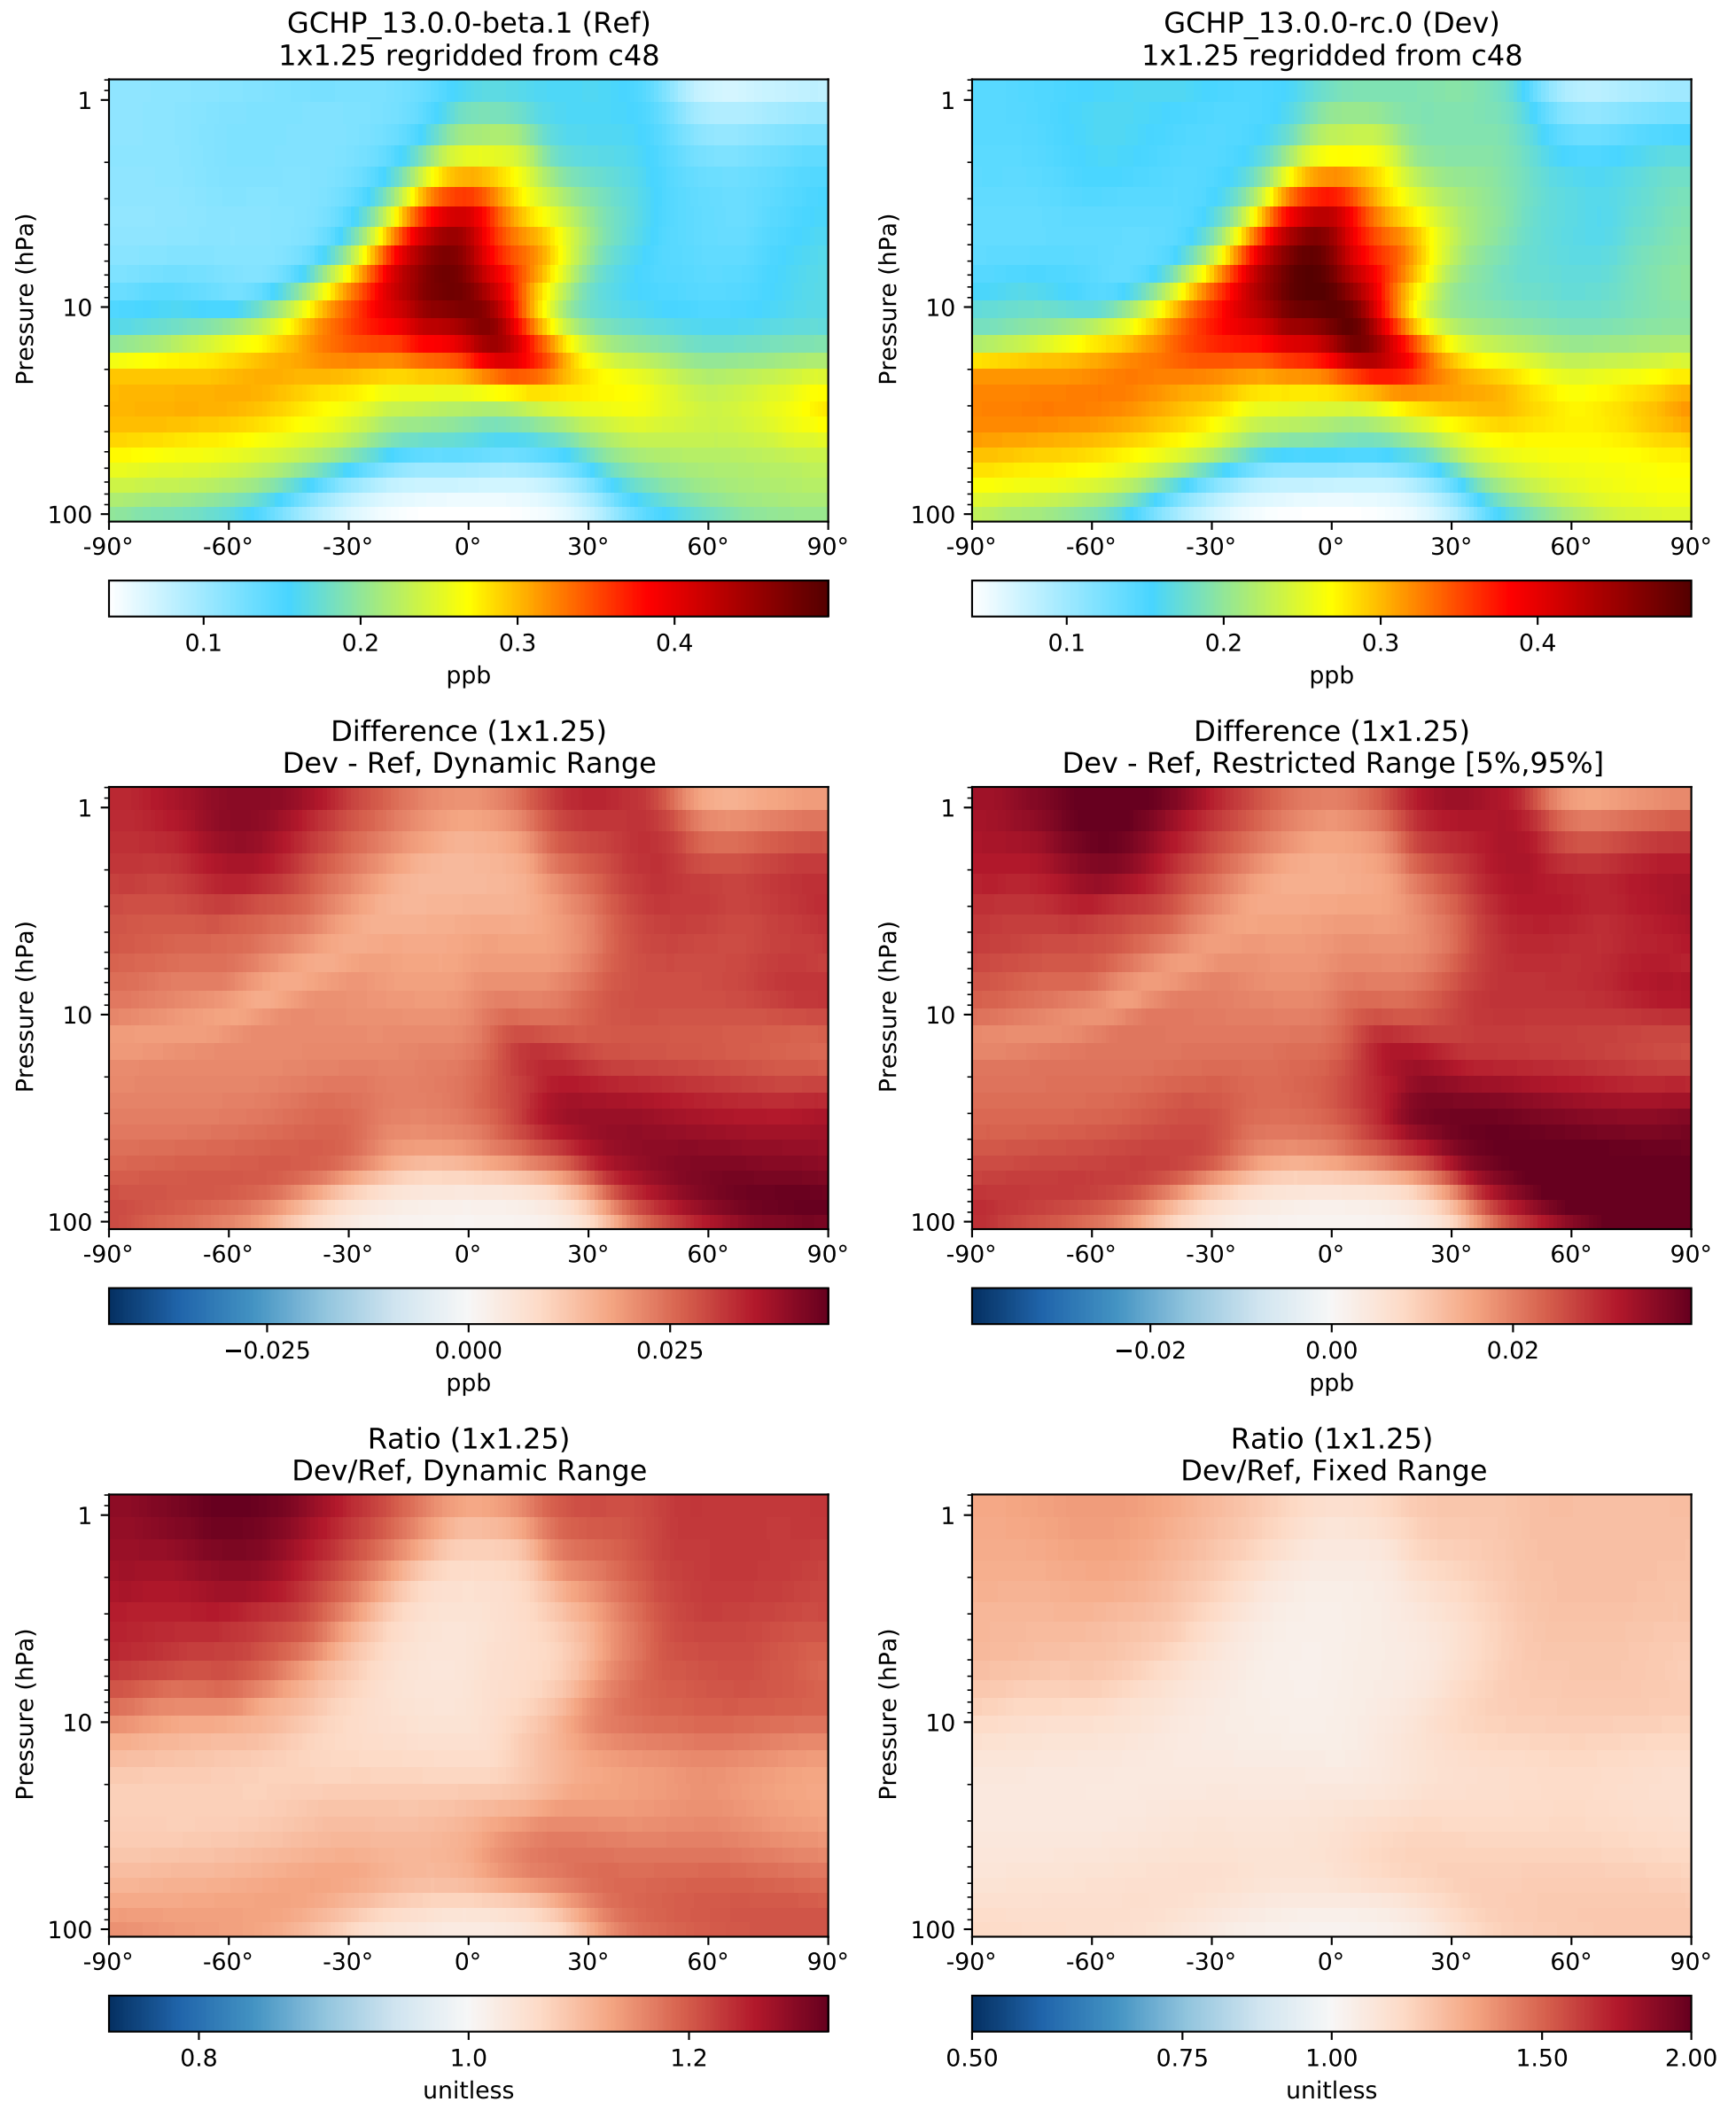 GCHP_13.0.0-beta.1 (Ref)
1x1.25 regridded from c48
Pressure (hPa)
1
10
100
-90° -60° -30° 0° 30° 60° 90°
0.1 0.2 0.3 0.4
ppb
GCHP_13.0.0-rc.0 (Dev)
1x1.25 regridded from c48
Pressure (hPa)
1
10
100
-90° -60° -30° 0° 30° 60° 90°
0.1 0.2 0.3 0.4
ppb
Difference (1x1.25)
Dev - Ref, Dynamic Range
Pressure (hPa)
1
10
100
-90° -60° -30° 0° 30° 60° 90°
−0.025 0.000 0.025
ppb
Difference (1x1.25)
Dev - Ref, Restricted Range [5%,95%]
Pressure (hPa)
1
10
100
-90° -60° -30° 0° 30° 60° 90°
−0.02 0.00 0.02
ppb
Ratio (1x1.25)
Dev/Ref, Dynamic Range
Pressure (hPa)
1
10
100
-90° -60° -30° 0° 30° 60° 90°
0.8 1.0 1.2
unitless
Ratio (1x1.25)
Dev/Ref, Fixed Range
Pressure (hPa)
1
10
100
-90° -60° -30° 0° 30° 60° 90°
0.50 0.75 1.00 1.50 2.00
unitless